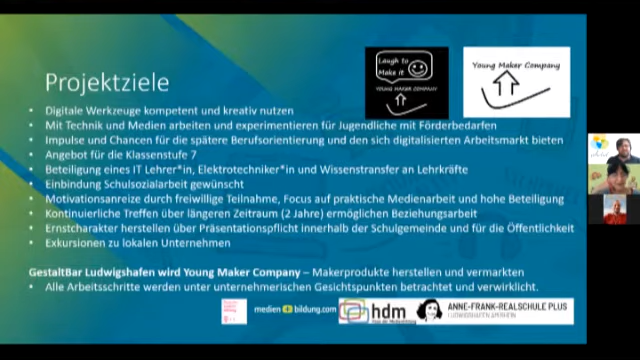 Laugh to
Make it
YOUNG MAKER COMPANY
Young Maker Company
Projektziele
• Digitale Werkzeuge kompetent und kreativ nutzen
• Mit Technik und Medien arbeiten und experimentieren für Jugendliche mit Förderbedarfen
• Impulse und Chancen für die spätere Berufsorientierung und den sich digitalisierten Arbeitsmarkt bieten
• Angebot für die Klassenstufe 7
• Beteiligung eines IT Lehrer*in, Elektrotechniker*in und Wissenstransfer an Lehrkräfte
• Einbindung Schulsozialarbeit gewünscht
• Motivationsanreize durch freiwillige Teilnahme, Focus auf praktische Medienarbeit und hohe Beteiligung
• Kontinuierliche Treffen über längeren Zeitraum (2 Jahre) ermöglichen Beziehungsarbeit
• Ernstcharakter herstellen über Präsentationspflicht innerhalb der Schulgemeinde und für die Öffentlichkeit
• Exkursionen zu lokalen Unternehmen
GestaltBar Ludwigshafen wird Young Maker Company – Makerprodukte herstellen und vermarkten
• Alle Arbeitsschritte werden unter unternehmerischen Gesichtspunkten betrachtet und verwirklicht.
medien+bildung.com
hdm
ANNE-FRANK-REALSCHULE PLUS
LUDWIGSHAFEN AM RHEIN